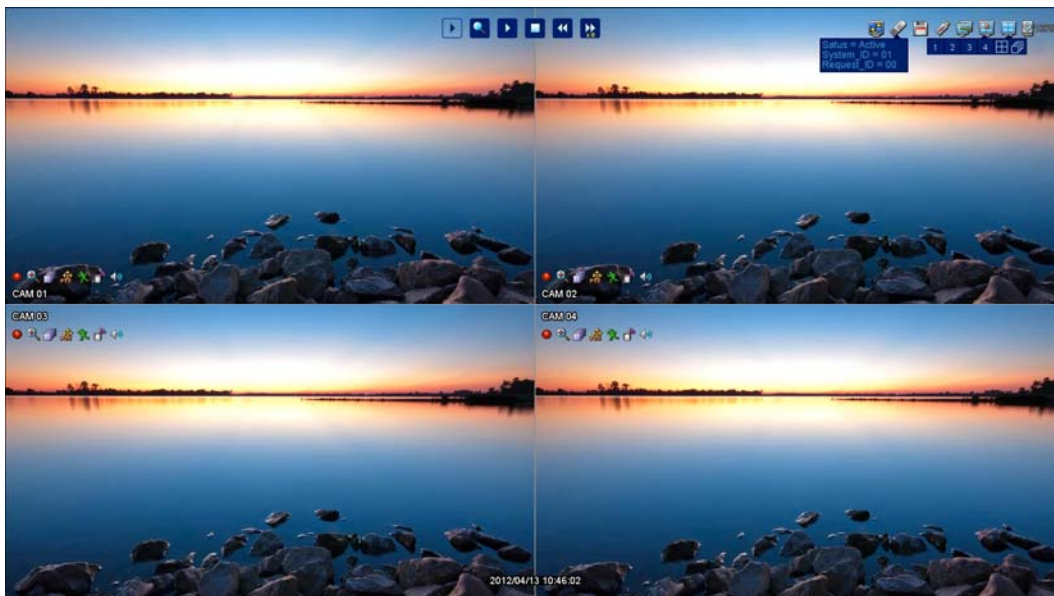 Satus = Active
System_ID = 01
Request_ID = 00
1 2 3 4
CAM 01
CAM 02
CAM 03
CAM 04
2012/04/13 10:46:02